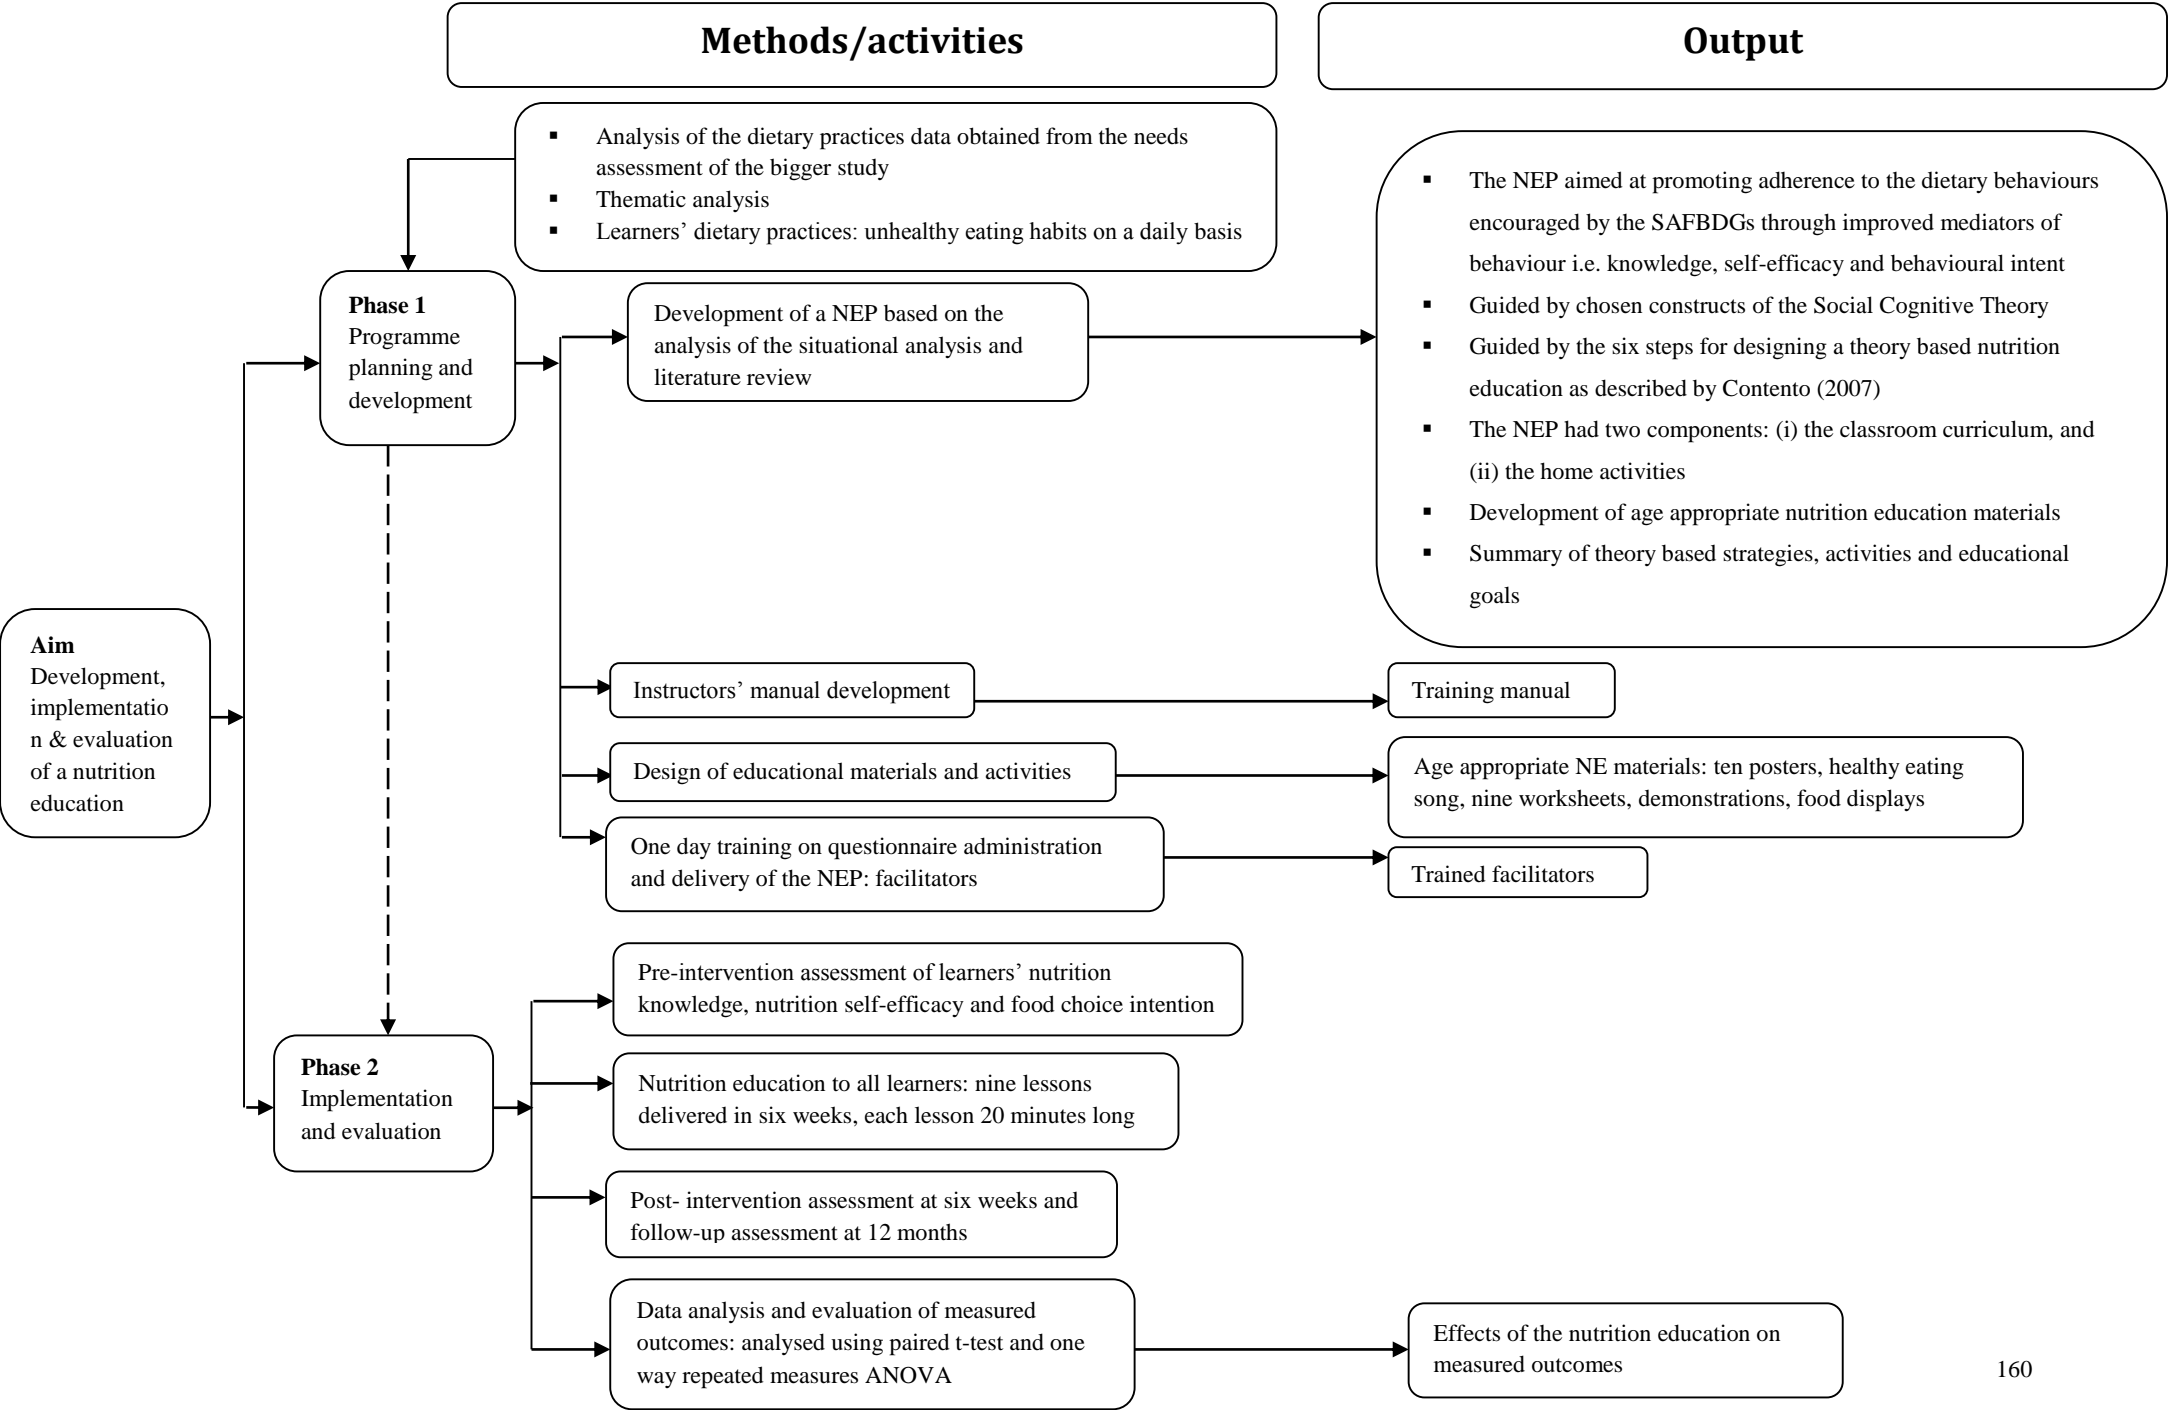 Methods/activities
Output
▪ Analysis of the dietary practices data obtained from the needs
assessment of the bigger study
▪ Thematic analysis
▪ Learners’ dietary practices: unhealthy eating habits on a daily basis
▪ The NEP aimed at promoting adherence to the dietary behaviours
encouraged by the SAFBDGs through improved mediators of
behaviour i.e. knowledge, self-efficacy and behavioural intent
▪ Guided by chosen constructs of the Social Cognitive Theory
▪ Guided by the six steps for designing a theory based nutrition
education as described by Contento (2007)
▪ The NEP had two components: (i) the classroom curriculum, and
(ii) the home activities
▪ Development of age appropriate nutrition education materials
▪ Summary of theory based strategies, activities and educational
goals
Phase 1
Programme
planning and
development
Development of a NEP based on the
analysis of the situational analysis and
literature review
Aim
Development,
implementatio
n & evaluation
of a nutrition
education
Instructors’ manual development
Training manual
Design of educational materials and activities
Age appropriate NE materials: ten posters, healthy eating
song, nine worksheets, demonstrations, food displays
One day training on questionnaire administration
and delivery of the NEP: facilitators
Trained facilitators
Pre-intervention assessment of learners’ nutrition
knowledge, nutrition self-efficacy and food choice intention
Phase 2
Implementation
and evaluation
Nutrition education to all learners: nine lessons
delivered in six weeks, each lesson 20 minutes long
Post- intervention assessment at six weeks and
follow-up assessment at 12 months
Data analysis and evaluation of measured
outcomes: analysed using paired t-test and one
way repeated measures ANOVA
Effects of the nutrition education on
measured outcomes
160